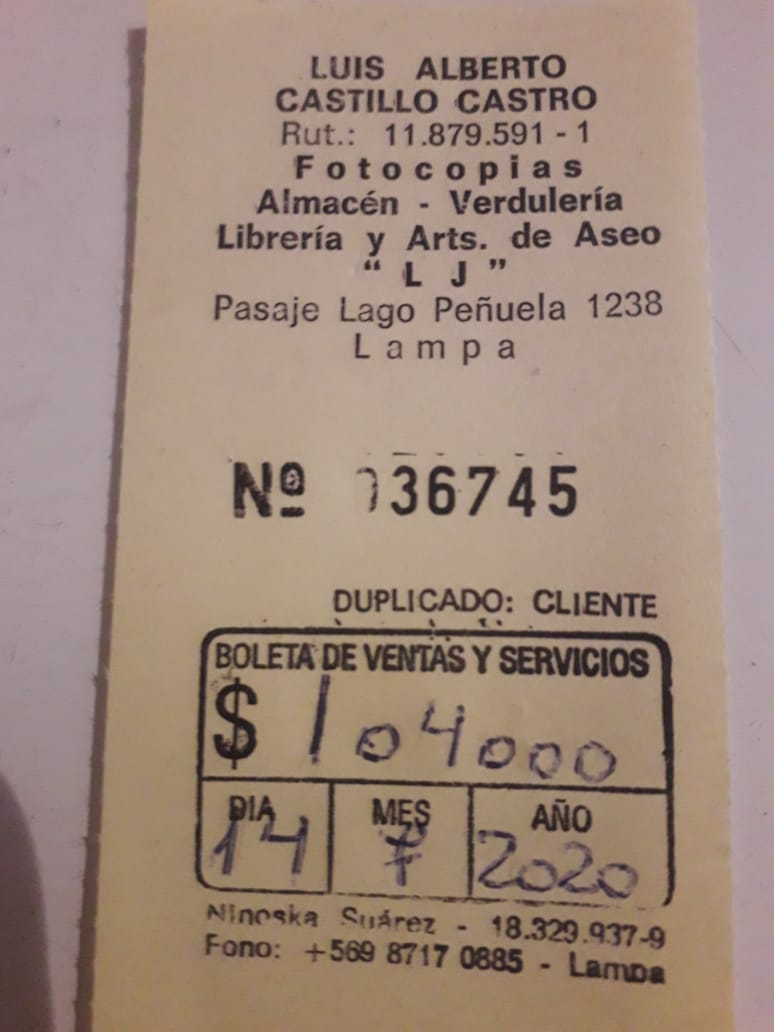 LUIS ALBERTO
CASTILLO CASTRO
Rut.: 11.879.591 - 1
Fotocopias
Almacén - Verdulería
Librería y Arts. de Aseo
“ L J ”
Pasaje Lago Peñuela 1238
Lampa
Nº 036745
DUPLICADO: CLIENTE
BOLETA DE VENTAS Y SERVICIOS
$ 104000
DIA MES AÑO
14 7 2020
Ninoska Suárez - 18.329.937-9
Fono: +569 8717 0885 - Lampa